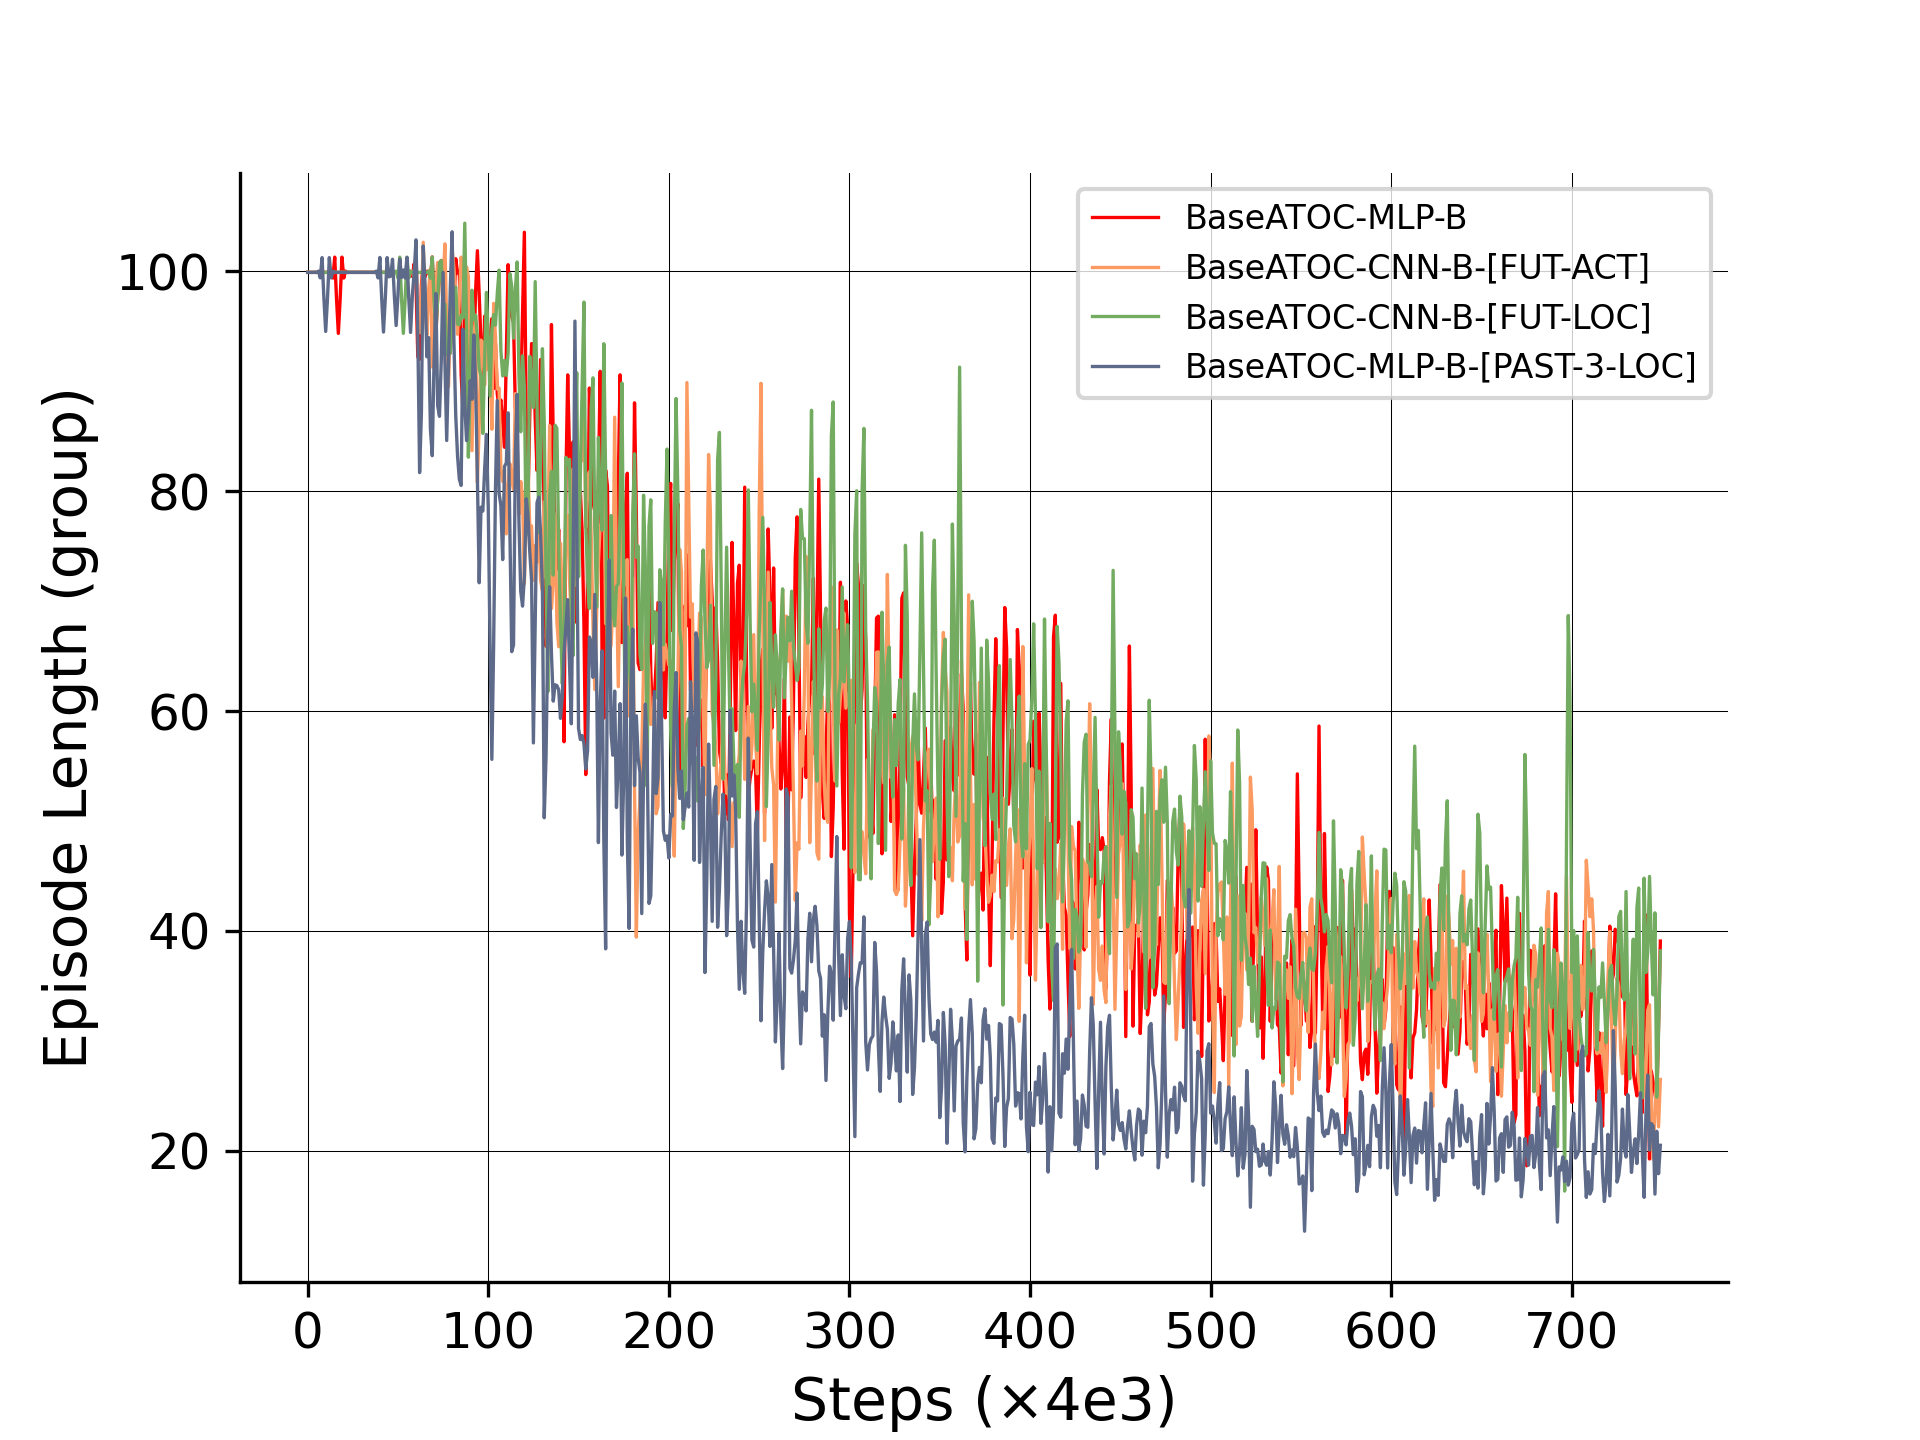 BaseATOC-MLP-B
BaseATOC-CNN-B-[FUT-ACT]
BaseATOC-CNN-B-[FUT-LOC]
BaseATOC-MLP-B-[PAST-3-LOC]
Episode Length (group)
100
80
60
40
20
0 100 200 300 400 500 600 700
Steps (×4e3)